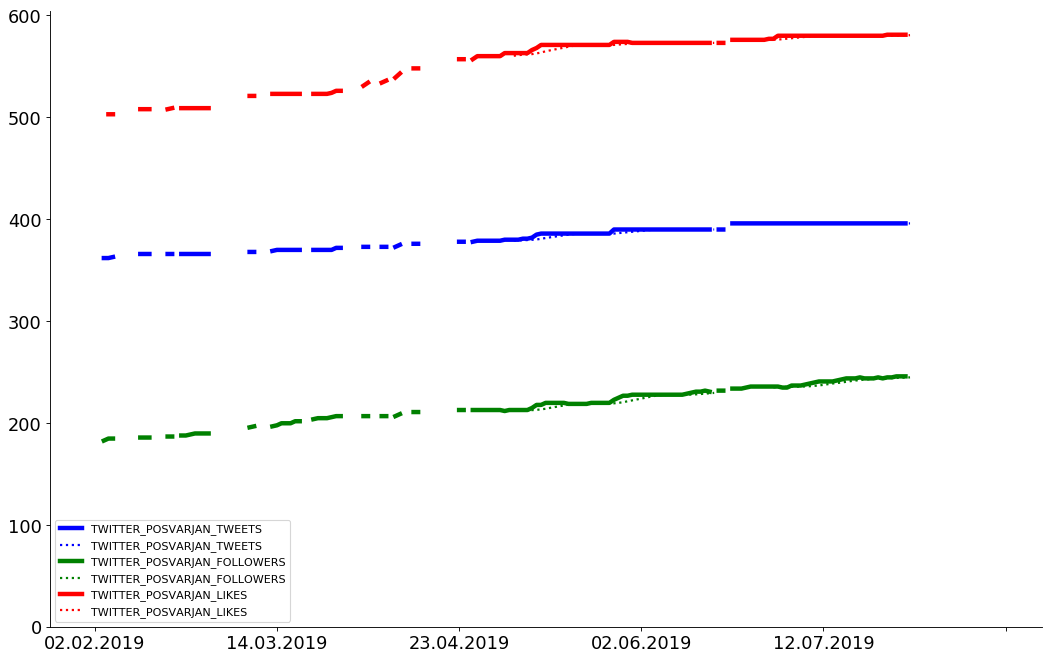 600
500
400
300
200
100
0
TWITTER_POSVARJAN_TWEETS
TWITTER_POSVARJAN_TWEETS
TWITTER_POSVARJAN_FOLLOWERS
TWITTER_POSVARJAN_FOLLOWERS
TWITTER_POSVARJAN_LIKES
TWITTER_POSVARJAN_LIKES
02.02.2019 14.03.2019 23.04.2019 02.06.2019 12.07.2019